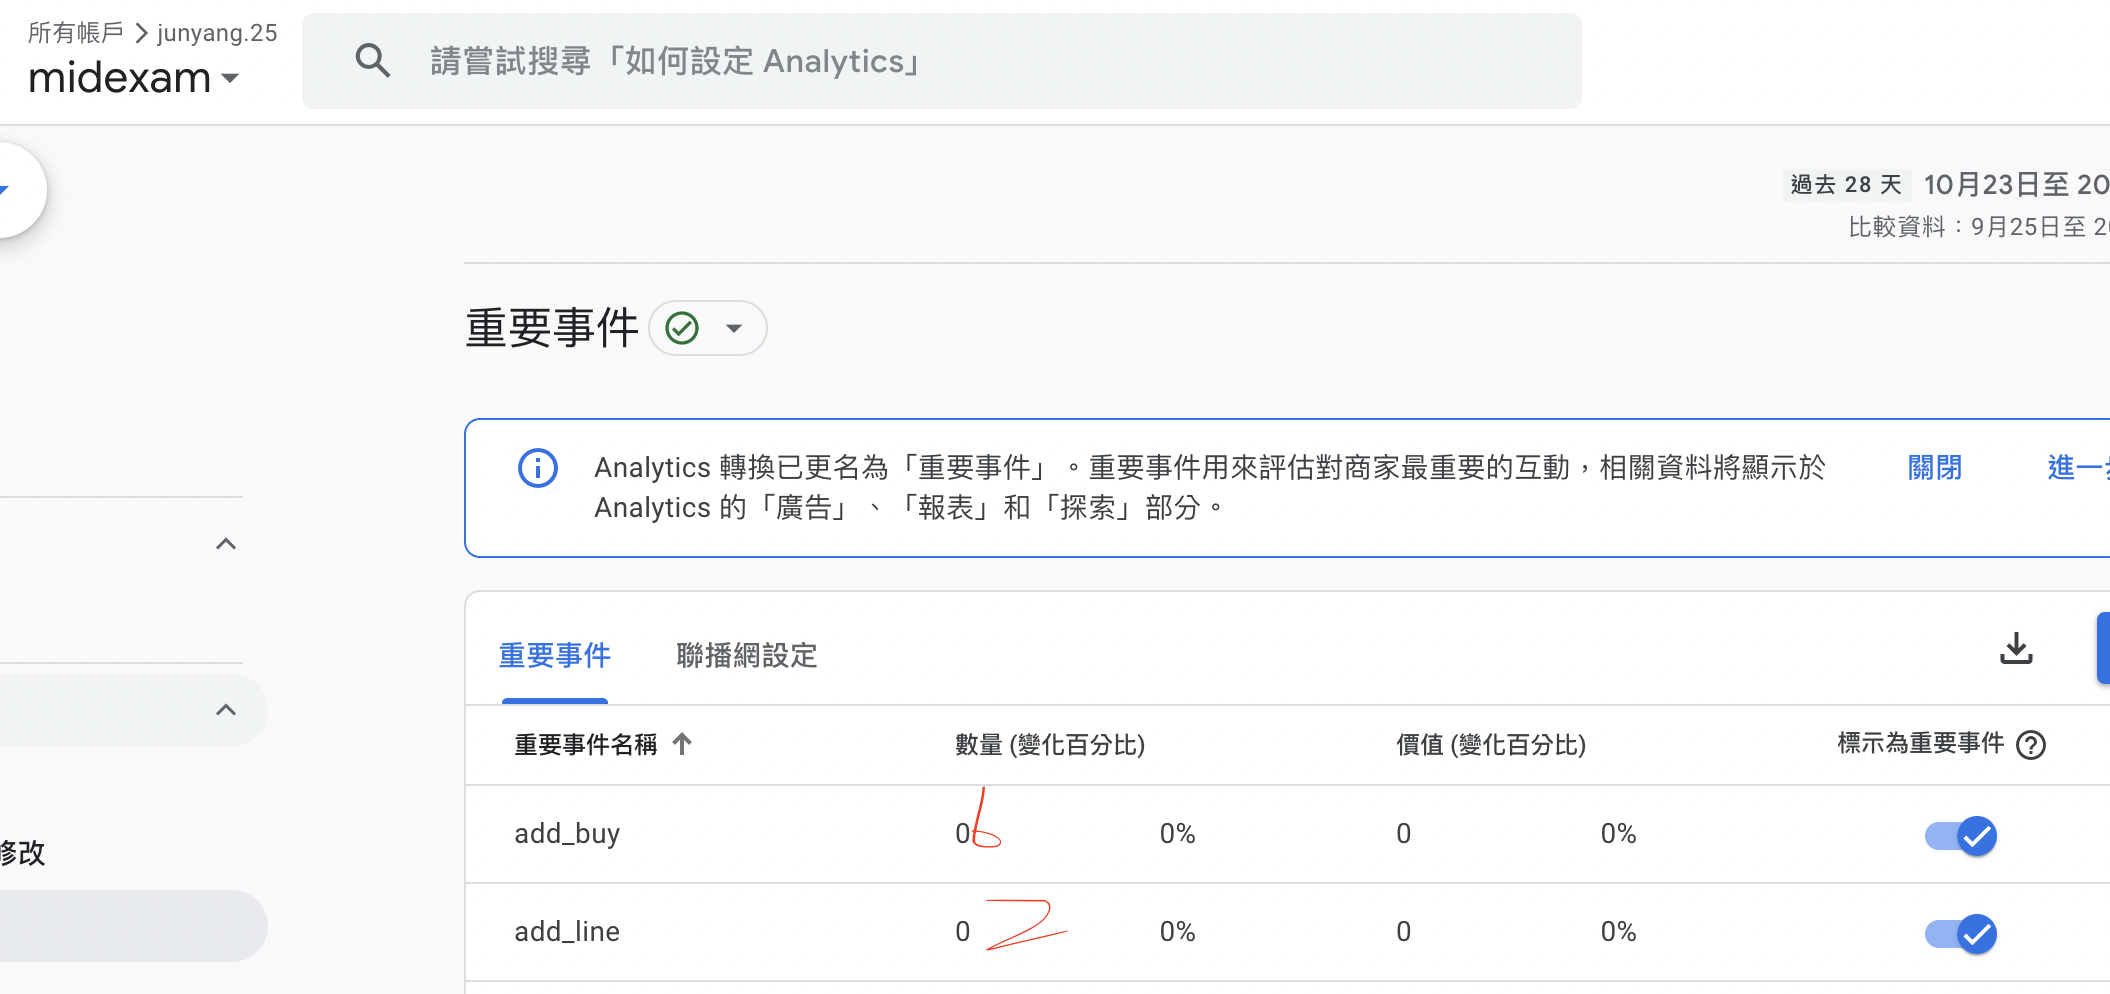 所有帳戶 > junyang.25
midexam
請嘗試搜尋「如何設定 Analytics」
過去 28 天 10月23日至 20
比較資料：9月25日至
重要事件
Analytics 轉換已更名為「重要事件」。重要事件用來評估對商家最重要的互動，相關資料將顯示於 關閉 進一
Analytics 的「廣告」、「報表」和「探索」部分。
重要事件 聯播網設定
重要事件名稱 數量 (變化百分比) 價值 (變化百分比) 標示為重要事件
add_buy 0 6 0% 0 0%
修改
add_line 0 2 0% 0 0%